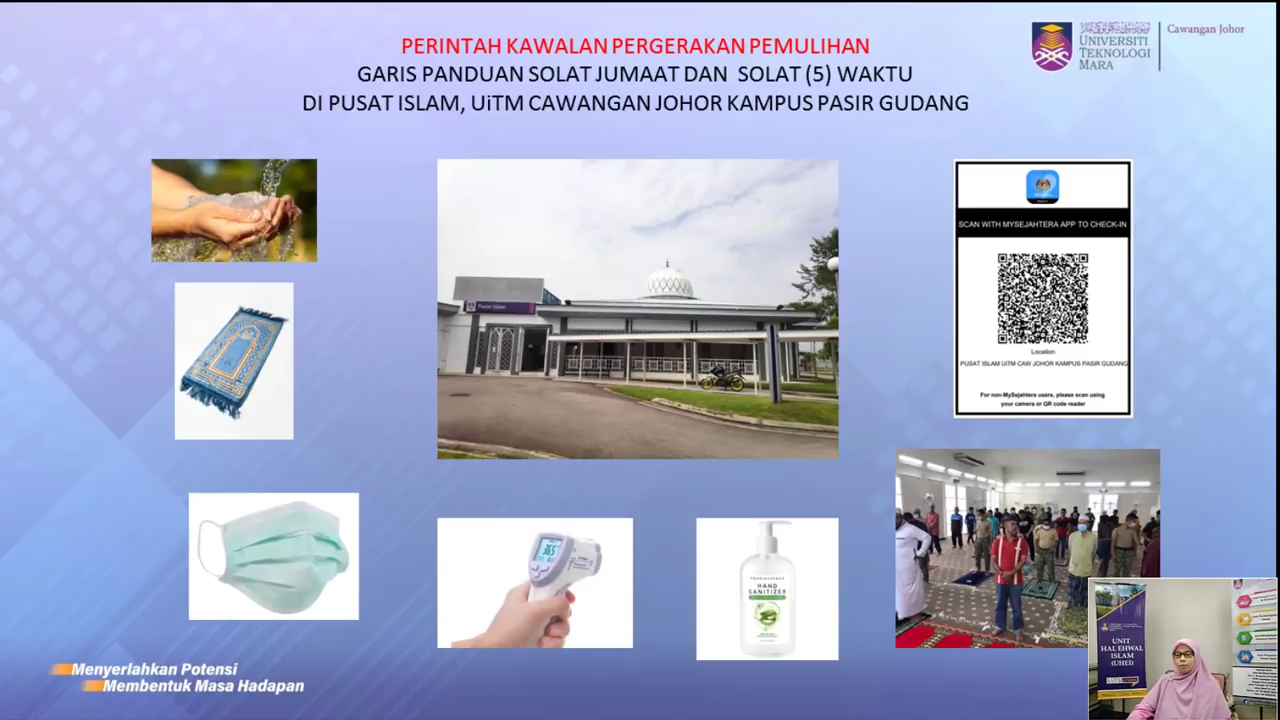 PERINTAH KAWALAN PERGERAKAN PEMULIHAN
GARIS PANDUAN SOLAT JUMAAT DAN SOLAT (5) WAKTU
DI PUSAT ISLAM, UiTM CAWANGAN JOHOR KAMPUS PASIR GUDANG
UNIVERSITI
TEKNOLOGI
MARA
Cawangan Johor
Pusat Islam
SCAN WITH MYSEJAHTERA APP TO CHECK-IN
Location
PUSAT ISLAM UiTM CAW JOHOR KAMPUS PASIR GUDANG
For non-MySejahtera users, please scan using
your camera or QR code reader
HAND
SANITIZER
UNIT
HAL EHWAL
ISLAM
(UHEI)
Menyerlahkan Potensi
Membentuk Masa Hadapan